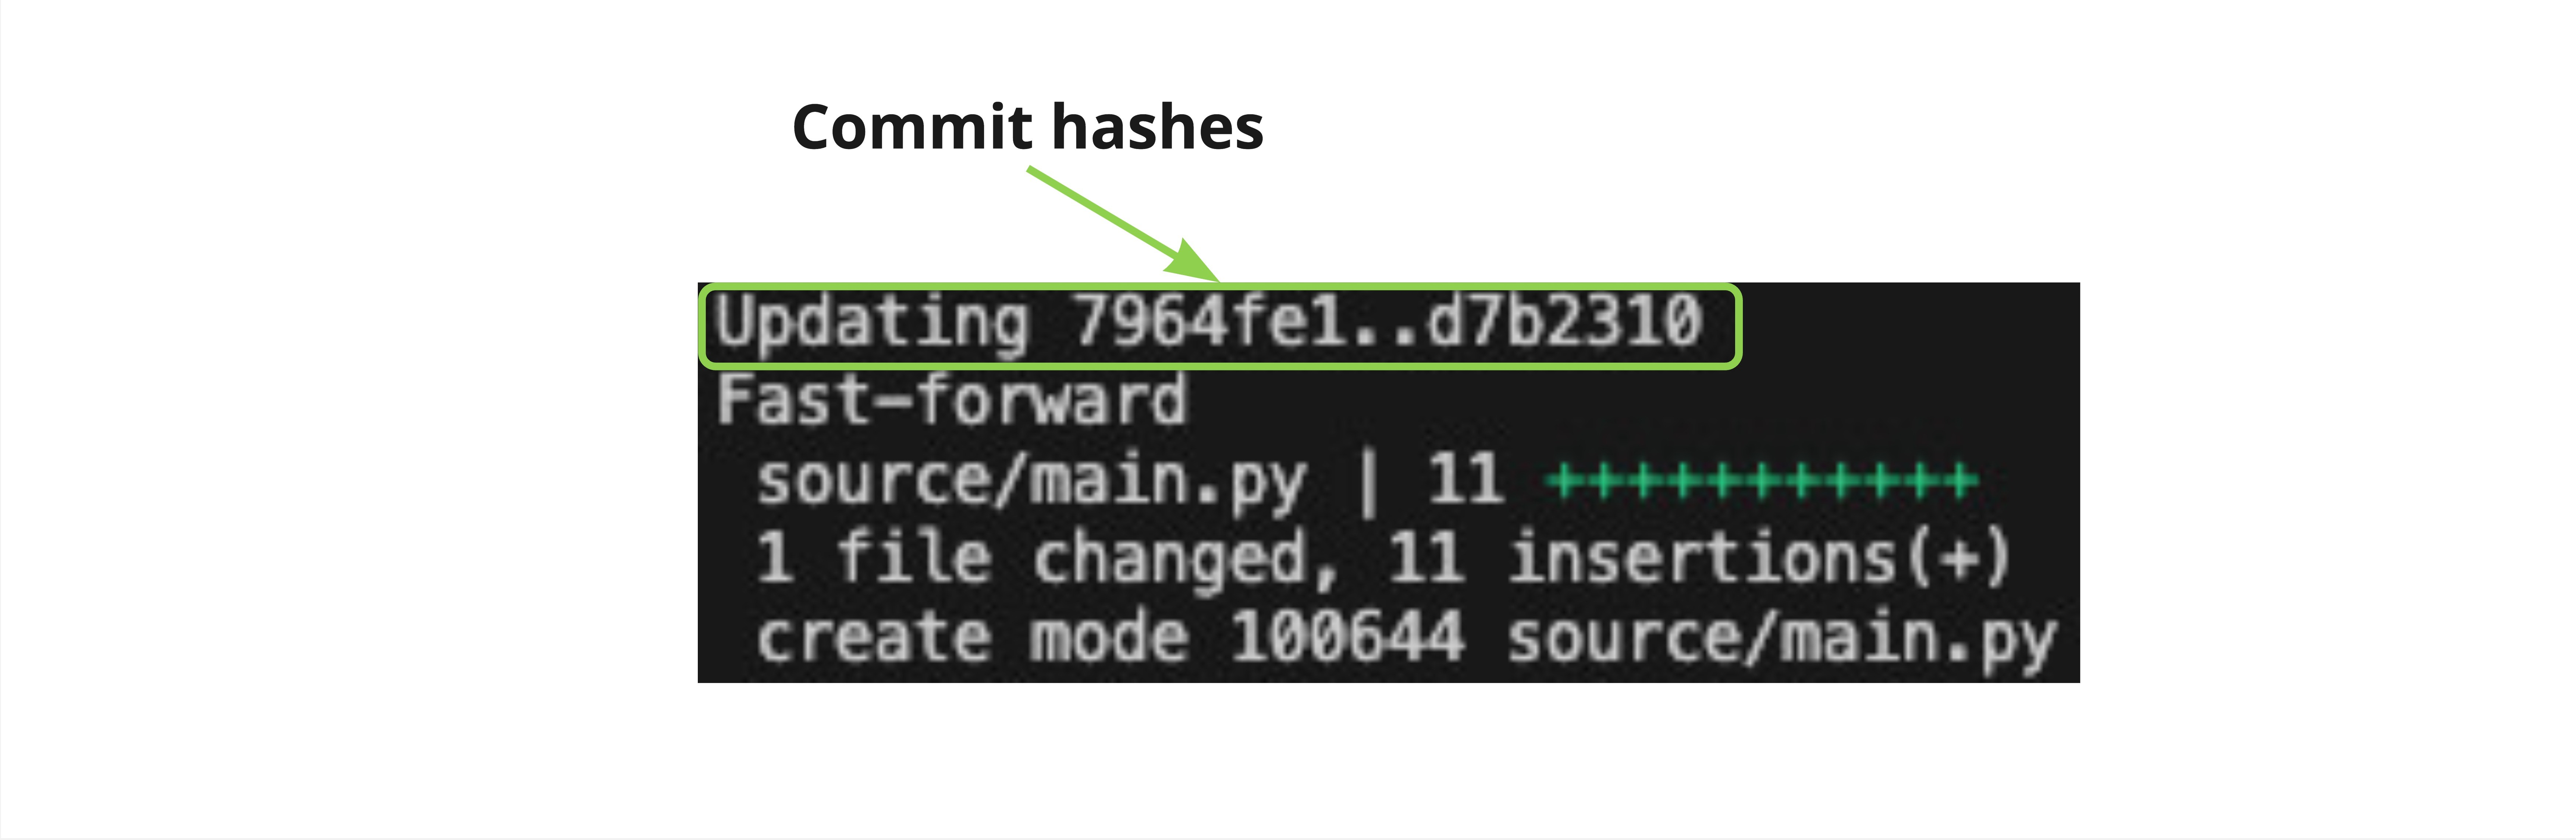 Commit hashes
Updating 7964fe1..d7b2310
Fast-forward
source/main.py | 11 +++++++++++
1 file changed, 11 insertions(+)
create mode 100644 source/main.py